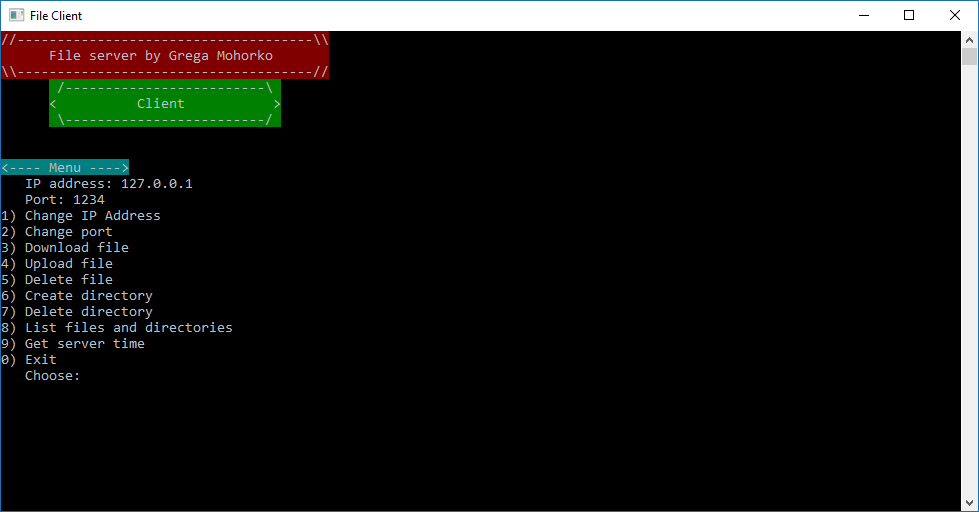 File Client
//-------------------------------------\\
File server by Grega Mohorko
\\-------------------------------------//
/-------------------------\
< Client >
\-------------------------/
<---- Menu ---->
IP address: 127.0.0.1
Port: 1234
1) Change IP Address
2) Change port
3) Download file
4) Upload file
5) Delete file
6) Create directory
7) Delete directory
8) List files and directories
9) Get server time
0) Exit
Choose: